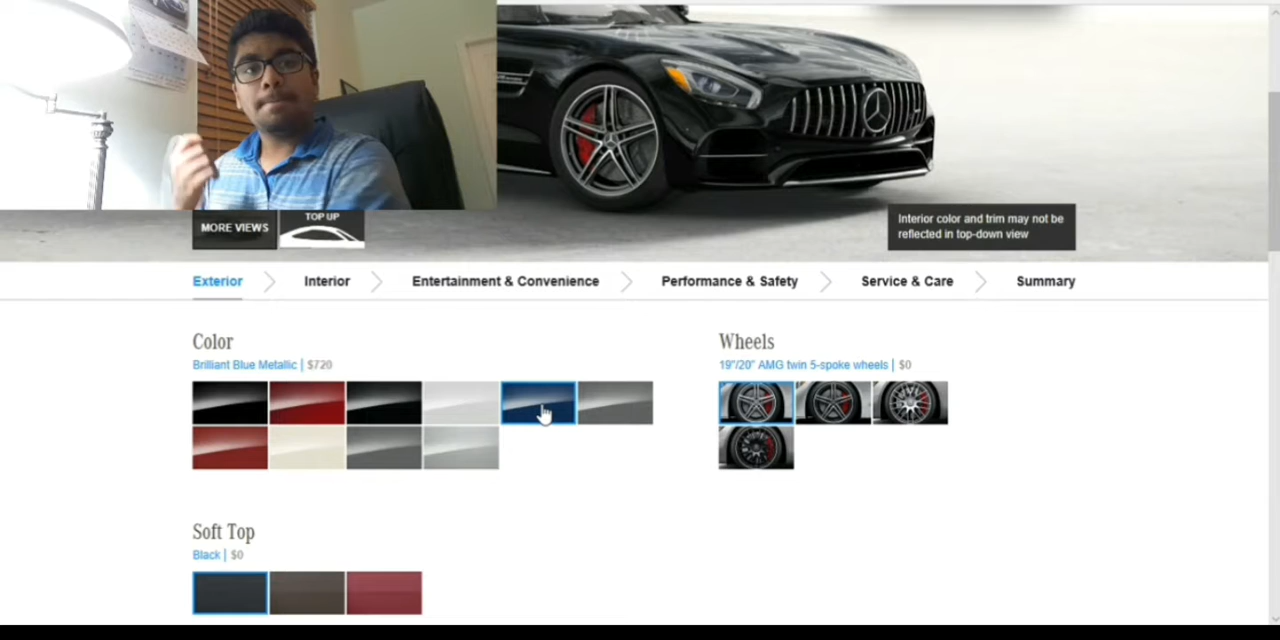 MORE VIEWS
TOP UP
Interior color and trim may not be
reflected in top-down view
Exterior
Interior
Entertainment & Convenience
Performance & Safety
Service & Care
Summary
Color
Brilliant Blue Metallic | $720
Wheels
19"/20" AMG twin 5-spoke wheels | $0
Soft Top
Black | $0